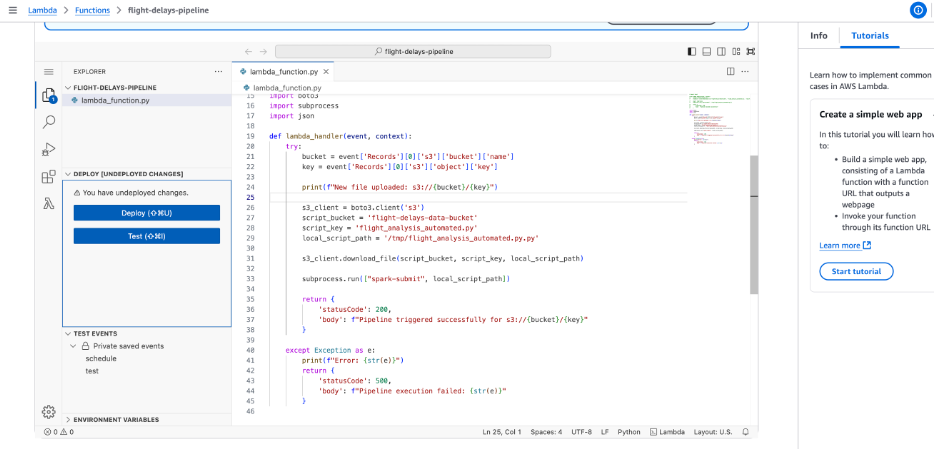 Lambda > Functions > flight-delays-pipeline
flight-delays-pipeline
EXPLORER
FLIGHT-DELAYS-PIPELINE
lambda_function.py
1
DEPLOY [UNDEPLOYED CHANGES]
You have undeployed changes.
Deploy (⇧⌘U)
Test (⇧⌘I)
TEST EVENTS
Private saved events
schedule
test
ENVIRONMENT VARIABLES
lambda_function.py
lambda_function.py
15 import boto3
16 import subprocess
17 import json
18
19 def lambda_handler(event, context):
20 try:
21 bucket = event['Records'][0]['s3']['bucket']['name']
22 key = event['Records'][0]['s3']['object']['key']
23
24 print(f"New file uploaded: s3://{bucket}/{key}")
25
26 s3_client = boto3.client('s3')
27 script_bucket = 'flight-delays-data-bucket'
28 script_key = 'flight_analysis_automated.py'
29 local_script_path = '/tmp/flight_analysis_automated.py.py'
30
31 s3_client.download_file(script_bucket, script_key, local_script_path)
32
33 subprocess.run(["spark-submit", local_script_path])
34
35 return {
36 'statusCode': 200,
37 'body': f"Pipeline triggered successfully for s3://{bucket}/{key}"
38 }
39
40 except Exception as e:
41 print(f"Error: {str(e)}")
42 return {
43 'statusCode': 500,
44 'body': f"Pipeline execution failed: {str(e)}"
45 }
46
0 0 Ln 25, Col 1 Spaces: 4 UTF-8 LF Python Lambda Layout: U.S.
Info Tutorials
Learn how to implement common
cases in AWS Lambda.
Create a simple web app
In this tutorial you will learn how
to:
• Build a simple web app,
consisting of a Lambda
function with a function
URL that outputs a
webpage
• Invoke your function
through its function URL
Learn more
Start tutorial